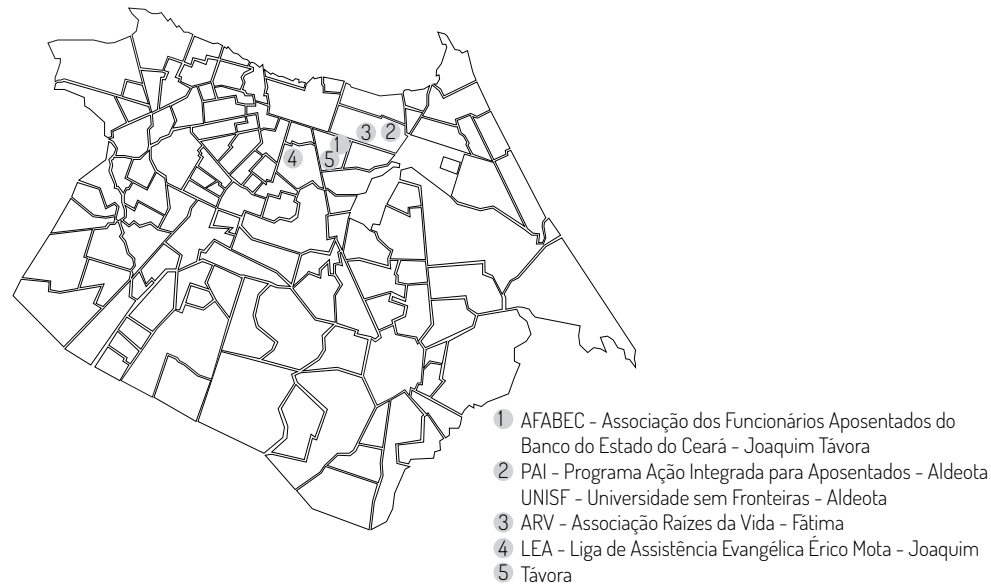 3 2
1
4 5
1 AFABEC - Associação dos Funcionários Aposentados do
Banco do Estado do Ceará - Joaquim Távora
2 PAI - Programa Ação Integrada para Aposentados - Aldeota
UNISF - Universidade sem Fronteiras - Aldeota
3 ARV - Associação Raízes da Vida - Fátima
4 LEA - Liga de Assistência Evangélica Érico Mota - Joaquim
5 Távora